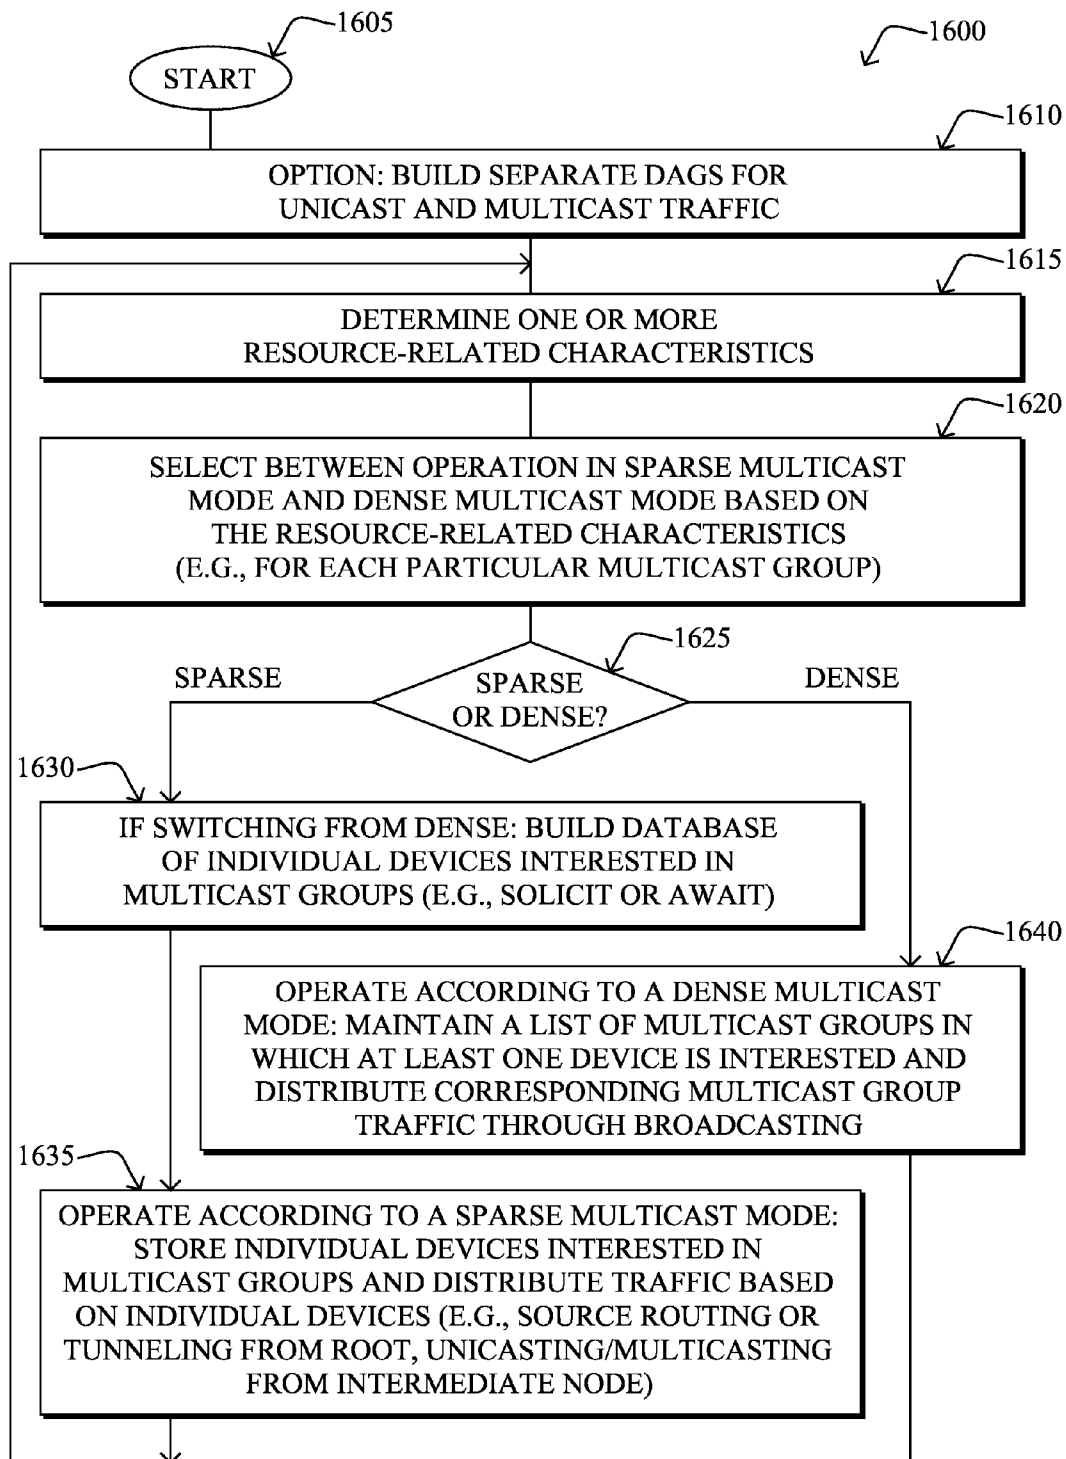 1605
1600
START
1610
OPTION: BUILD SEPARATE DAGS FOR
UNICAST AND MULTICAST TRAFFIC
1615
DETERMINE ONE OR MORE
RESOURCE-RELATED CHARACTERISTICS
1620
SELECT BETWEEN OPERATION IN SPARSE MULTICAST
MODE AND DENSE MULTICAST MODE BASED ON
THE RESOURCE-RELATED CHARACTERISTICS
(E.G., FOR EACH PARTICULAR MULTICAST GROUP)
1625
SPARSE
SPARSE
OR DENSE?
DENSE
1630
IF SWITCHING FROM DENSE: BUILD DATABASE
OF INDIVIDUAL DEVICES INTERESTED IN
MULTICAST GROUPS (E.G., SOLICIT OR AWAIT)
1640
OPERATE ACCORDING TO A DENSE MULTICAST
MODE: MAINTAIN A LIST OF MULTICAST GROUPS IN
WHICH AT LEAST ONE DEVICE IS INTERESTED AND
DISTRIBUTE CORRESPONDING MULTICAST GROUP
TRAFFIC THROUGH BROADCASTING
1635
OPERATE ACCORDING TO A SPARSE MULTICAST MODE:
STORE INDIVIDUAL DEVICES INTERESTED IN
MULTICAST GROUPS AND DISTRIBUTE TRAFFIC BASED
ON INDIVIDUAL DEVICES (E.G., SOURCE ROUTING OR
TUNNELING FROM ROOT, UNICASTING/MULTICASTING
FROM INTERMEDIATE NODE)